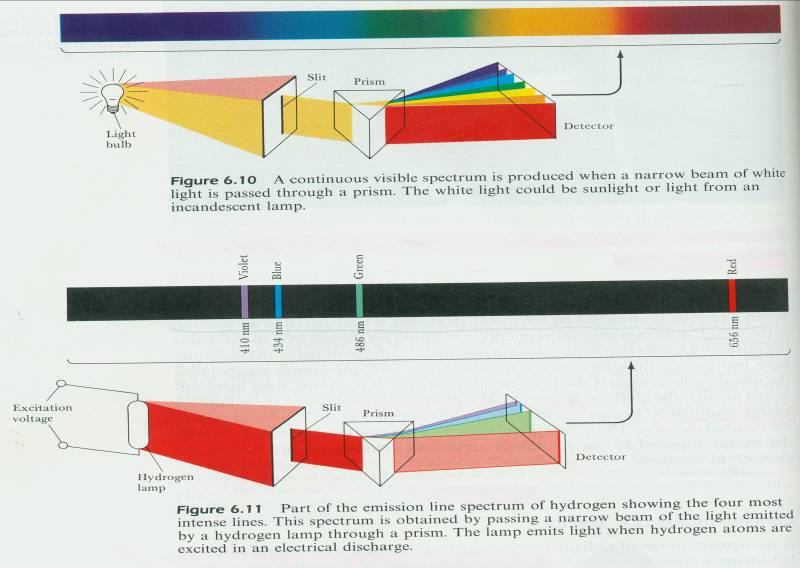 Slit
Prism
Light
bulb
Detector
Figure 6.10 A continuous visible spectrum is produced when a narrow beam of white
light is passed through a prism. The white light could be sunlight or light from an
incandescent lamp.
Violet
Blue
Green
Red
410 nm
434 nm
486 nm
656 nm
Excitation
voltage
Slit
Prism
Hydrogen
lamp
Detector
Figure 6.11 Part of the emission line spectrum of hydrogen showing the four most
intense lines. This spectrum is obtained by passing a narrow beam of the light emitted
by a hydrogen lamp through a prism. The lamp emits light when hydrogen atoms are
excited in an electrical discharge.